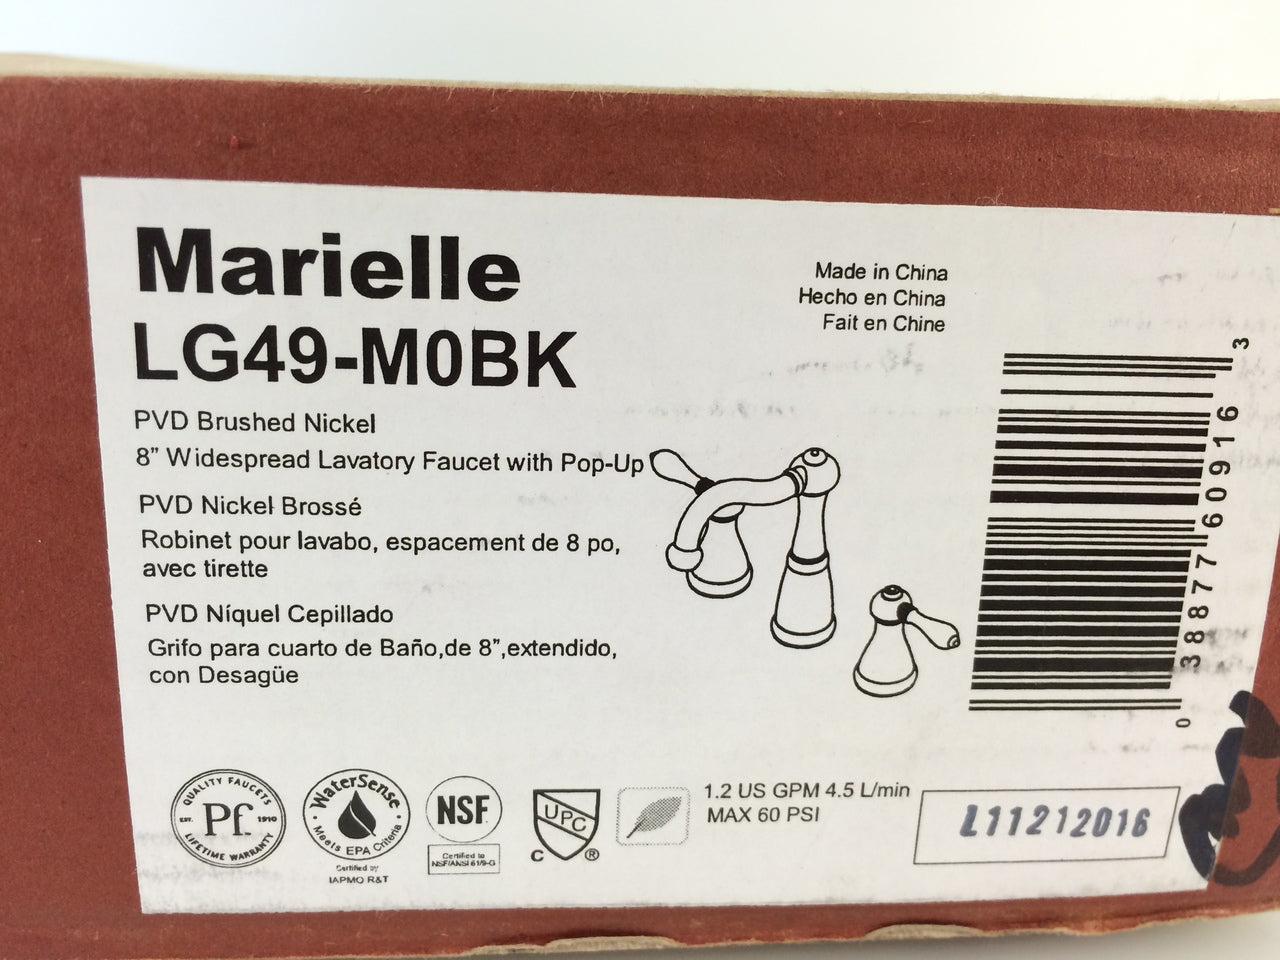 Marielle
LG49-M0BK
PVD Brushed Nickel
8” Widespread Lavatory Faucet with Pop-Up
PVD Nickel Brossé
Robinet pour lavabo, espacement de 8 po,
avec tirette
PVD Níquel Cepillado
Grifo para cuarto de Baño,de 8”,extendido,
con Desagüe
Made in China
Hecho en China
Fait en Chine
0 38877 60916 3
QUALITY FAUCETS
EST. Pf. 1910
LIFETIME WARRANTY
WaterSense
Meets EPA Criteria
Certified by
IAPMO R&T
NSF
Certified to
NSF/ANSI 61/9-G
UPC
C ®
1.2 US GPM 4.5 L/min
MAX 60 PSI
L11212016